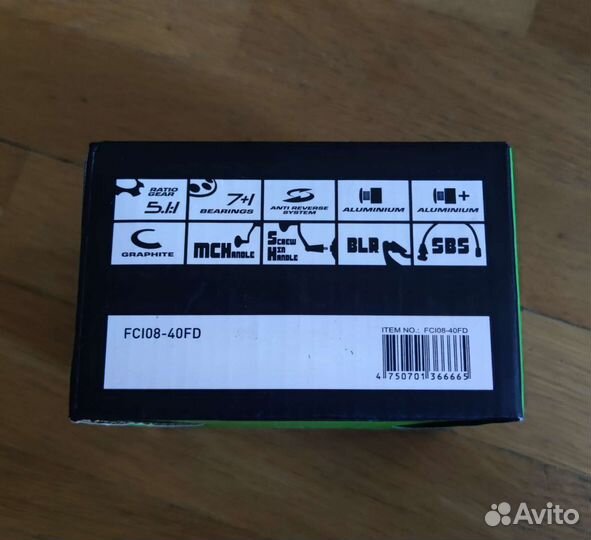 RATIO GEAR 5.1:1
7+1 BEARINGS
ANTI REVERSE SYSTEM
ALUMINIUM
+ ALUMINIUM
GRAPHITE
MCHANDLE
SCREW IN HANDLE
BLR
SBS
FCI08-40FD
ITEM NO.: FCI08-40FD
4 750701 366665
Avito